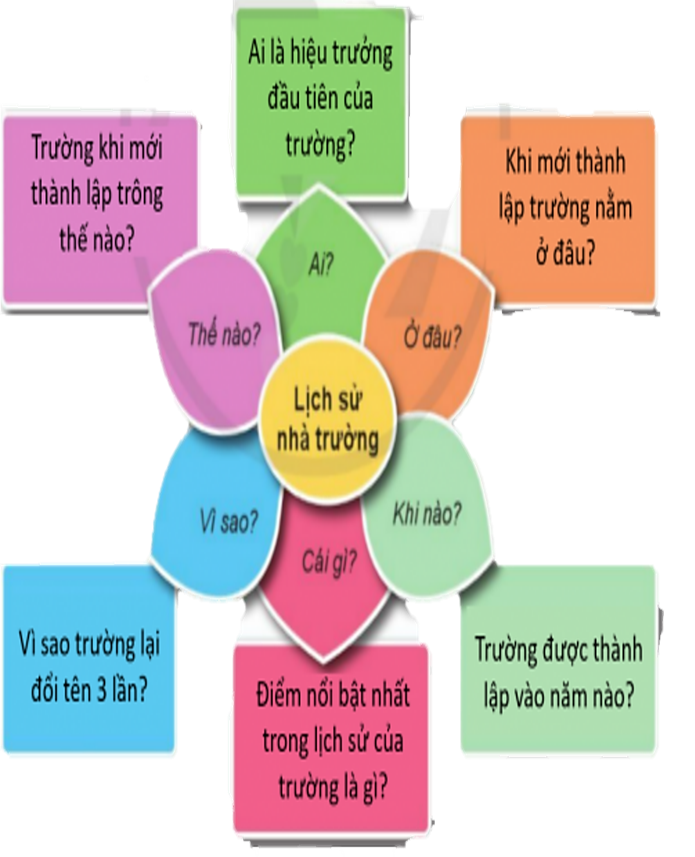 Ai là hiệu trưởng
đầu tiên của
trường?
Trường khi mới
thành lập trông
thế nào?
Khi mới thành
lập trường nằm
ở đâu?
Ai?
Thế nào?
Ở đâu?
Lịch sử
nhà trường
Vì sao?
Cái gì?
Khi nào?
Vì sao trường lại
đổi tên 3 lần?
Điểm nổi bật nhất
trong lịch sử của
trường là gì?
Trường được thành
lập vào năm nào?